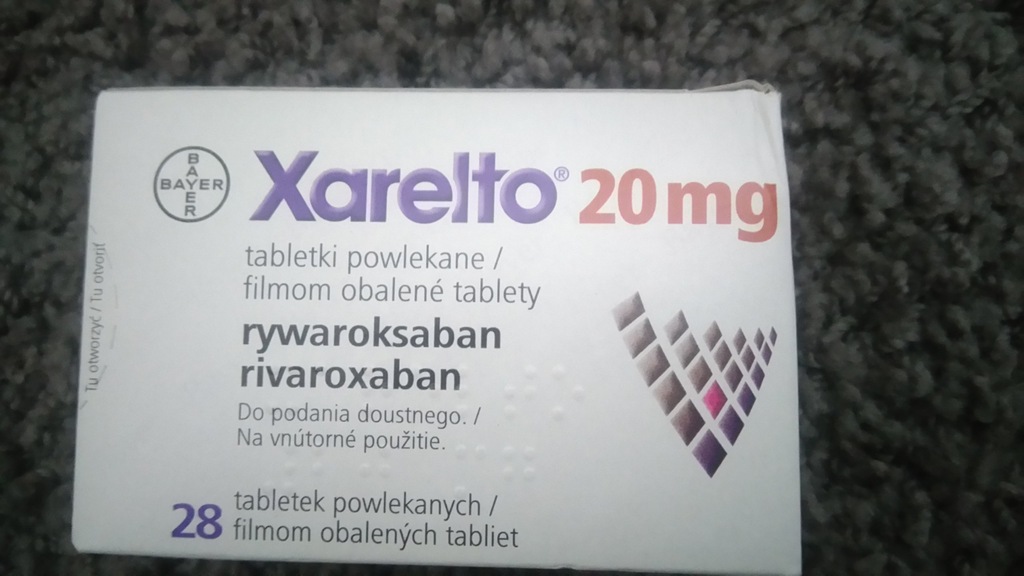 BAYER
BAYER
Xarelto® 20 mg
tabletki powlekane /
filmom obalené tablety
rywaroksaban
rivaroxaban
Do podania doustnego. /
Na vnútorné použitie.
28 tabletek powlekanych /
filmom obalených tabliet
Tu otworzyć / Tu otvoriť